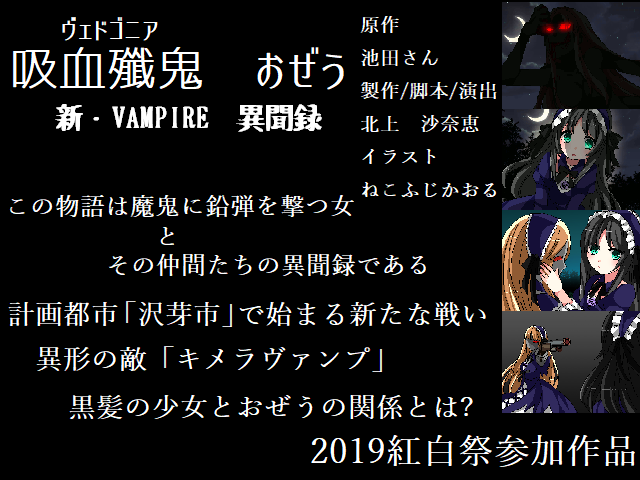 ヴェドゴニア
吸血殲鬼　おぜう
新・VAMPIRE　異聞録
原作
池田さん
製作/脚本/演出
北上　沙奈恵
イラスト
ねこふじかおる
この物語は魔鬼に鉛弾を撃つ女
と
その仲間たちの異聞録である
計画都市「沢芽市」で始まる新たな戦い
異形の敵「キメラヴァンプ」
黒髪の少女とおぜうの関係とは?
2019紅白祭参加作品